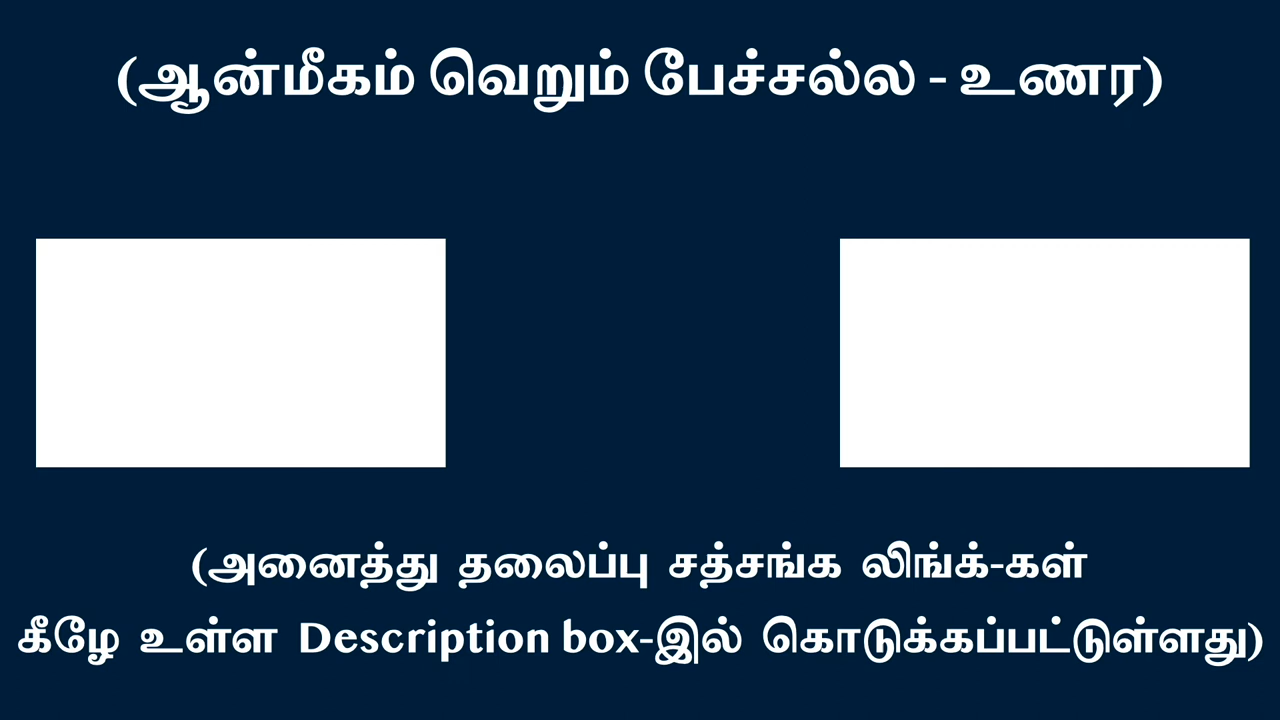 (ஆன்மீகம் வெறும் பேச்சல்ல - உணர)
(அனைத்து தலைப்பு சத்சங்க லிங்க்-கள்
கீழே உள்ள Description box-இல் கொடுக்கப்பட்டுள்ளது)